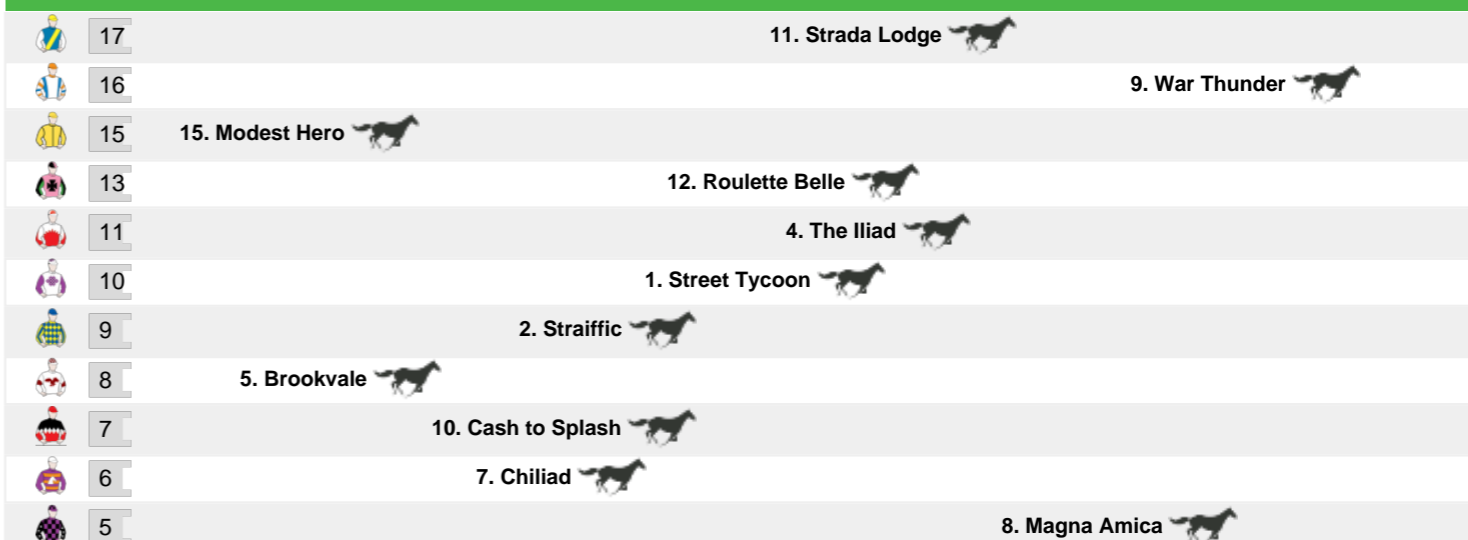 17 11. Strada Lodge
16 9. War Thunder
15 15. Modest Hero
13 12. Roulette Belle
11 4. The Iliad
10 1. Street Tycoon
9 2. Straiffic
8 5. Brookvale
7 10. Cash to Splash
6 7. Chiliad
5 8. Magna Amica